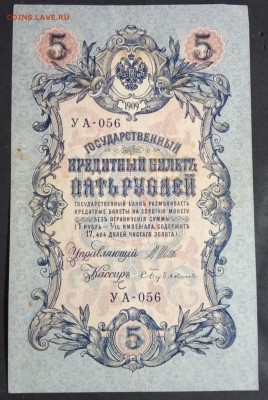 COINSS.LAVE.RU
5 5
1909
УА-056
ГОСУДАРСТВЕННЫЙ
КРЕДИТНЫЙ БИЛЕТЪ
ПЯТЬ РУБЛЕЙ
ГОСУДАРСТВЕННЫЙ БАНКЪ РАЗМѢНИВАЕТЪ
КРЕДИТНЫЕ БИЛЕТЫ НА ЗОЛОТУЮ МОНЕТУ
БЕЗЪ ОГРАНИЧЕНІЯ СУММЫ
(1 РУБЛЬ = 1/15 ИМПЕРІАЛА, СОДЕРЖИТЪ
17,424 ДОЛЕЙ ЧИСТАГО ЗОЛОТА)
Управляющій
Кассиръ
УА-056
5